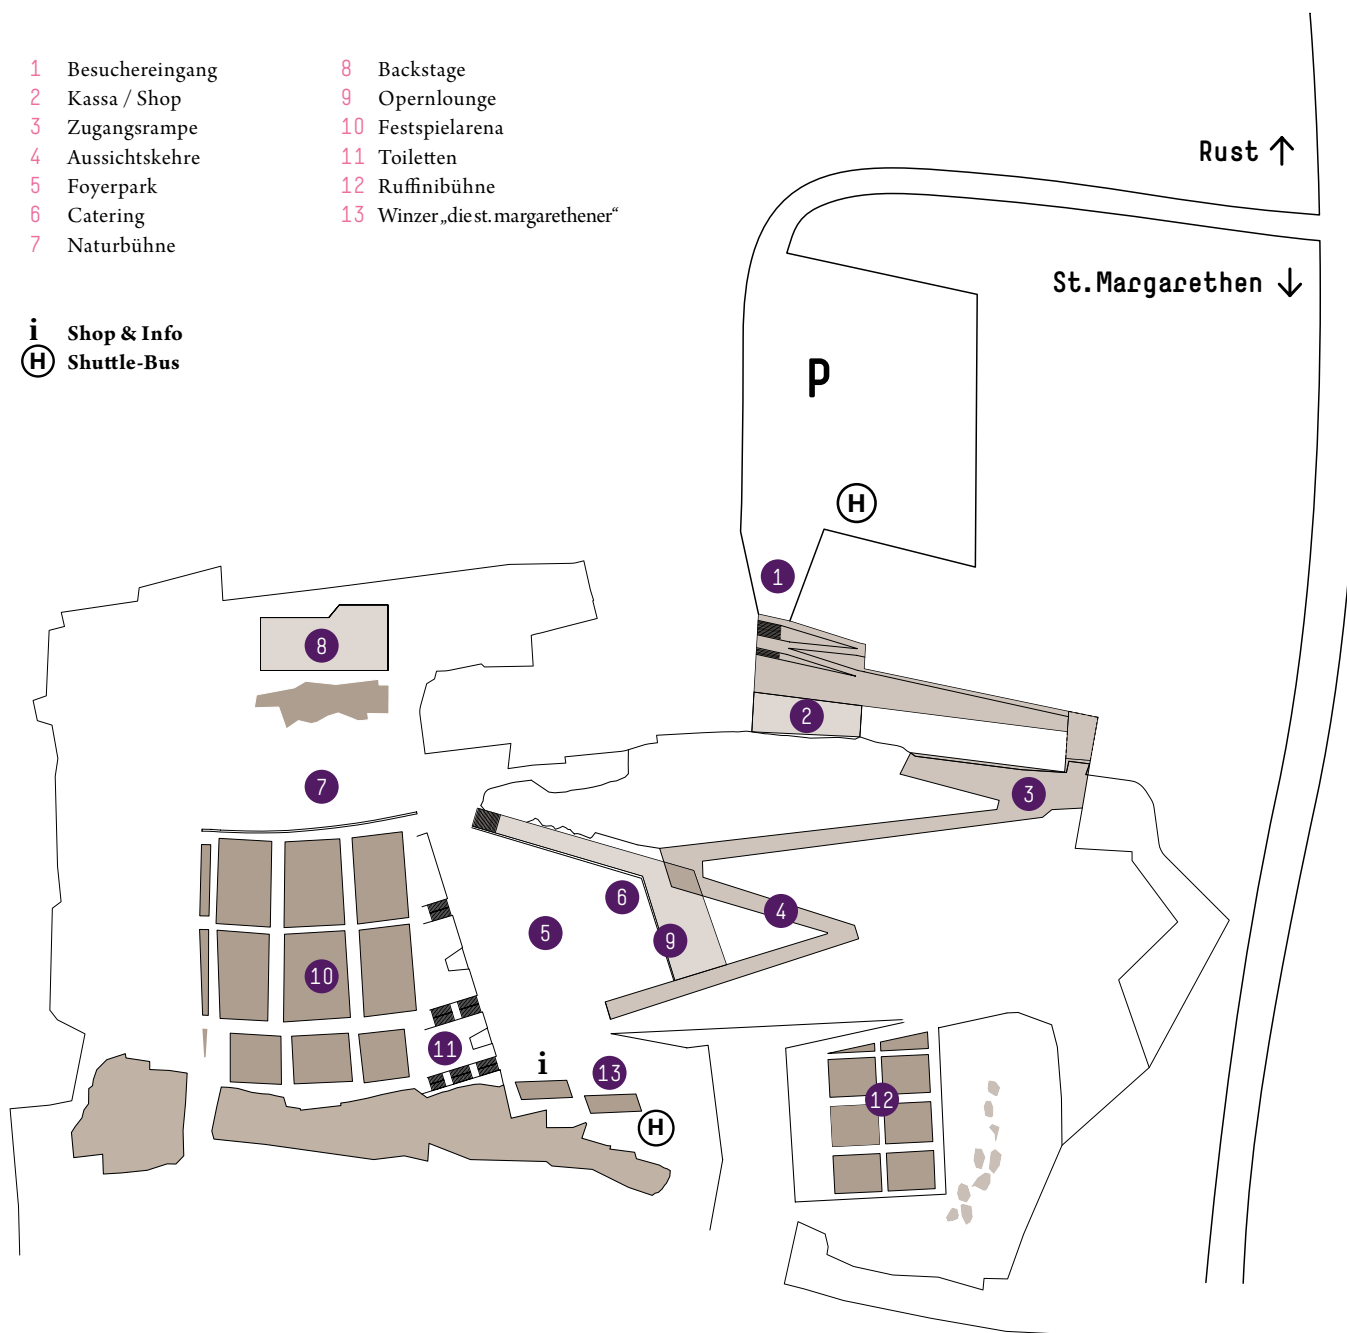 1 Besuchereingang
2 Kassa / Shop
3 Zugangsrampe
4 Aussichtskehre
5 Foyerpark
6 Catering
7 Naturbühne
8 Backstage
9 Opernlounge
10 Festspielarena
11 Toiletten
12 Ruffinibühne
13 Winzer „die st. margarethener“
i Shop & Info
H Shuttle-Bus
Rust ↑
St.Margarethen ↓
P
H
1
8
2
7
3
6
4
5
9
10
11
i
13
12
H